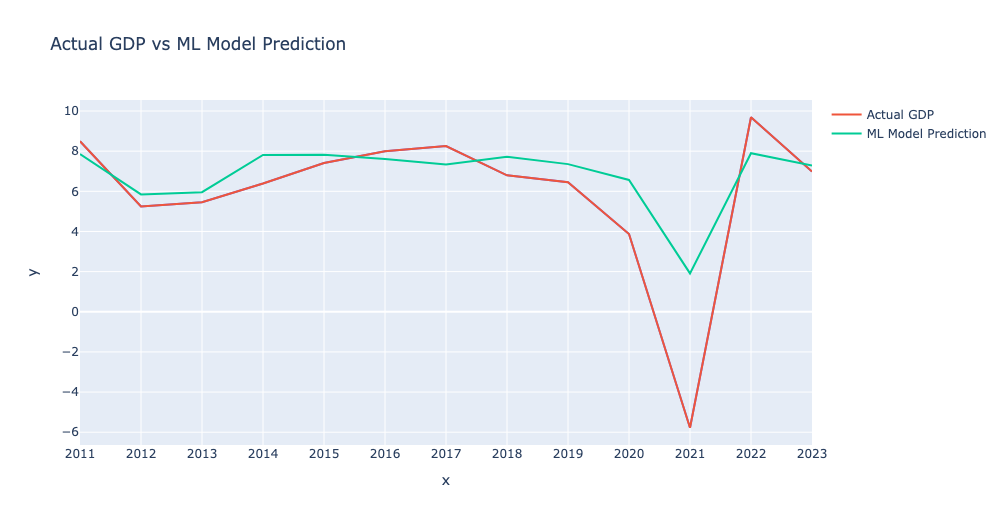 Actual GDP vs ML Model Prediction
Actual GDP
ML Model Prediction
10
8
6
4
2
0
−2
−4
−6
y
2011 2012 2013 2014 2015 2016 2017 2018 2019 2020 2021 2022 2023
x